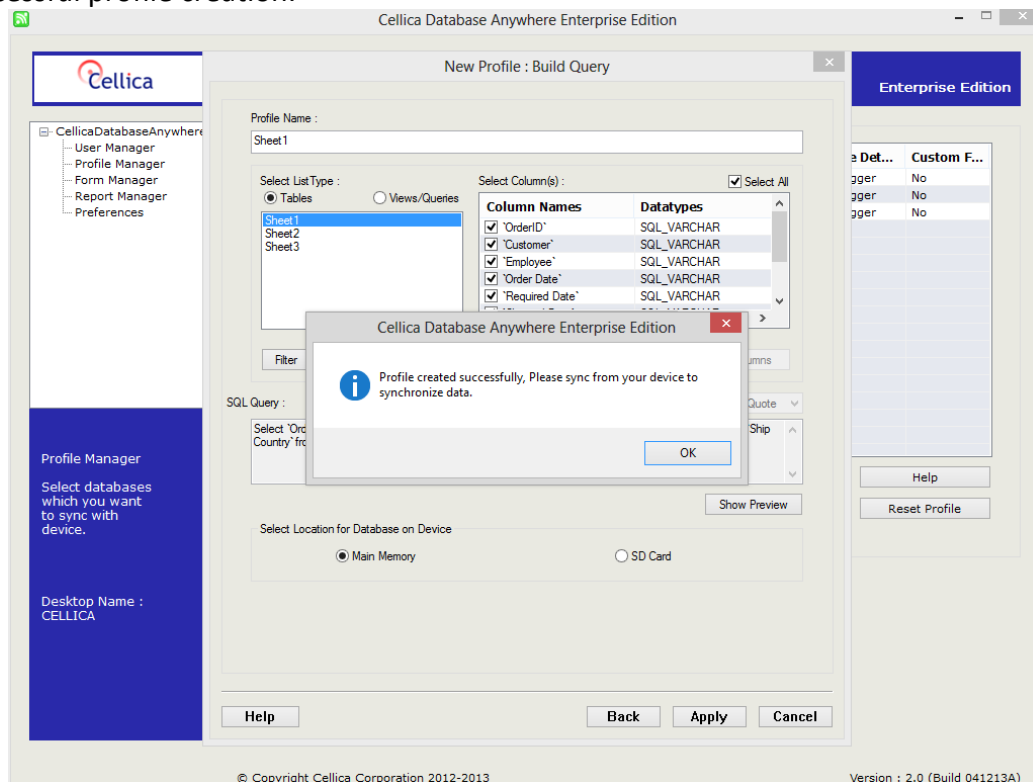 Cellica Database Anywhere Enterprise Edition
Cellica
Enterprise Edition
New Profile : Build Query
CellicaDatabaseAnywhere
User Manager
Profile Manager
Form Manager
Report Manager
Preferences
Profile Name :
Sheet1
Select ListType :
Tables
Views/Queries
Sheet1
Sheet2
Sheet3
Select Column(s) :
Select All
Column Names Datatypes
`OrderID` SQL_VARCHAR
`Customer` SQL_VARCHAR
`Employee` SQL_VARCHAR
`Order Date` SQL_VARCHAR
`Required Date` SQL_VARCHAR
Filter
Cellica Database Anywhere Enterprise Edition
Profile created successfully, Please sync from your device to
synchronize data.
OK
SQL Query :
Quote
Select `Ord
Ship
Country` fro
Show Preview
Select Location for Database on Device
Main Memory
SD Card
Help
Back
Apply
Cancel
e Det... Custom F...
gger No
gger No
gger No
Help
Reset Profile
Profile Manager
Select databases
which you want
to sync with
device.
Desktop Name :
CELLICA
© Copyright Cellica Corporation 2012-2013
Version : 2.0 (Build 041213A)